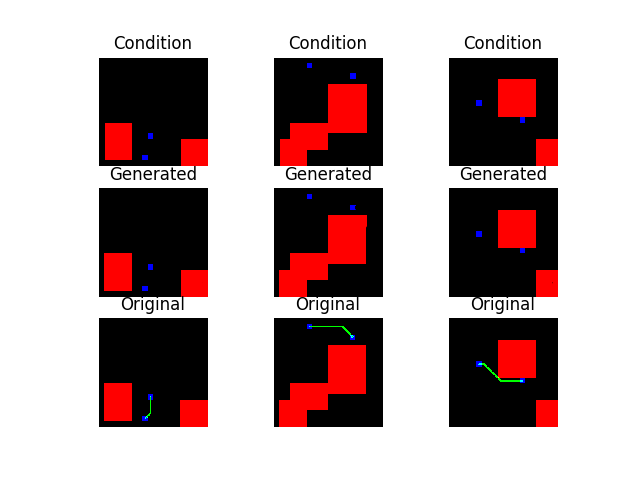 Condition Condition Condition
Generated Generated Generated
Original Original Original